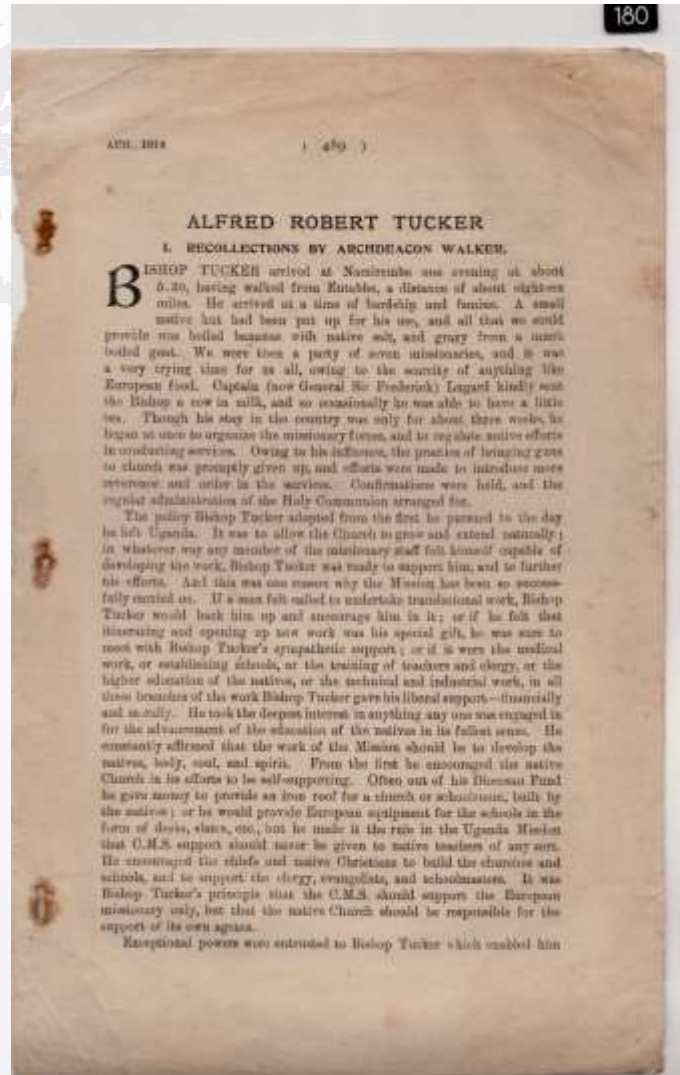 180
AUG., 1914 ( 489 )
ALFRED ROBERT TUCKER
I. RECOLLECTIONS BY ARCHDEACON WALKER.
BISHOP TUCKER arrived at Namirembe one evening at about
5.30, having walked from Entebbe, a distance of about eighteen
miles. He arrived at a time of hardship and famine. A small
native hut had been put up for his use, and all that we could
provide was boiled bananas with native salt, and gravy from a much
boiled goat. We were then a party of seven missionaries, and it was
a very trying time for us all, owing to the scarcity of anything like
European food. Captain (now General Sir Frederick) Lugard kindly sent
the Bishop a cow in milk, and so occasionally he was able to have a little
tea. Though his stay in the country was only for about three weeks, he
began at once to organize the missionary forces, and to regulate native efforts
in conducting services. Owing to his influence, the practice of bringing guns
to church was promptly given up, and efforts were made to introduce more
reverence and order in the services. Confirmations were held, and the
regular administration of the Holy Communion arranged for.
The policy Bishop Tucker adopted from the first he pursued to the day
he left Uganda. It was to allow the Church to grow and extend naturally;
in whatever way any member of the missionary staff felt himself capable of
developing the work, Bishop Tucker was ready to support him, and to further
his efforts. And this was one reason why the Mission has been so success-
fully carried on. If a man felt called to undertake translational work, Bishop
Tucker would back him up and encourage him in it; or if he felt that
itinerating and opening up new work was his special gift, he was sure to
meet with Bishop Tucker's sympathetic support; or if it were the medical
work, or establishing schools, or the training of teachers and clergy, or the
higher education of the natives, or the technical and industrial work, in all
these branches of the work Bishop Tucker gave his liberal support—financially
and morally. He took the deepest interest in anything any one was engaged in
for the advancement of the education of the natives in its fullest sense. He
constantly affirmed that the work of the Mission should be to develop the
natives, body, soul, and spirit. From the first he encouraged the native
Church in its efforts to be self-supporting. Often out of his Diocesan Fund
he gave money to provide an iron roof for a church or schoolroom, built by
the natives; or he would provide European equipment for the schools in the
form of desks, slates, etc., but he made it the rule in the Uganda Mission
that C.M.S. support should never be given to native teachers of any sort.
He encouraged the chiefs and native Christians to build the churches and
schools, and to support the clergy, evangelists, and schoolmasters. It was
Bishop Tucker's principle that the C.M.S. should support the European
missionary only, but that the native Church should be responsible for the
support of its own agents.
Exceptional powers were entrusted to Bishop Tucker which enabled him